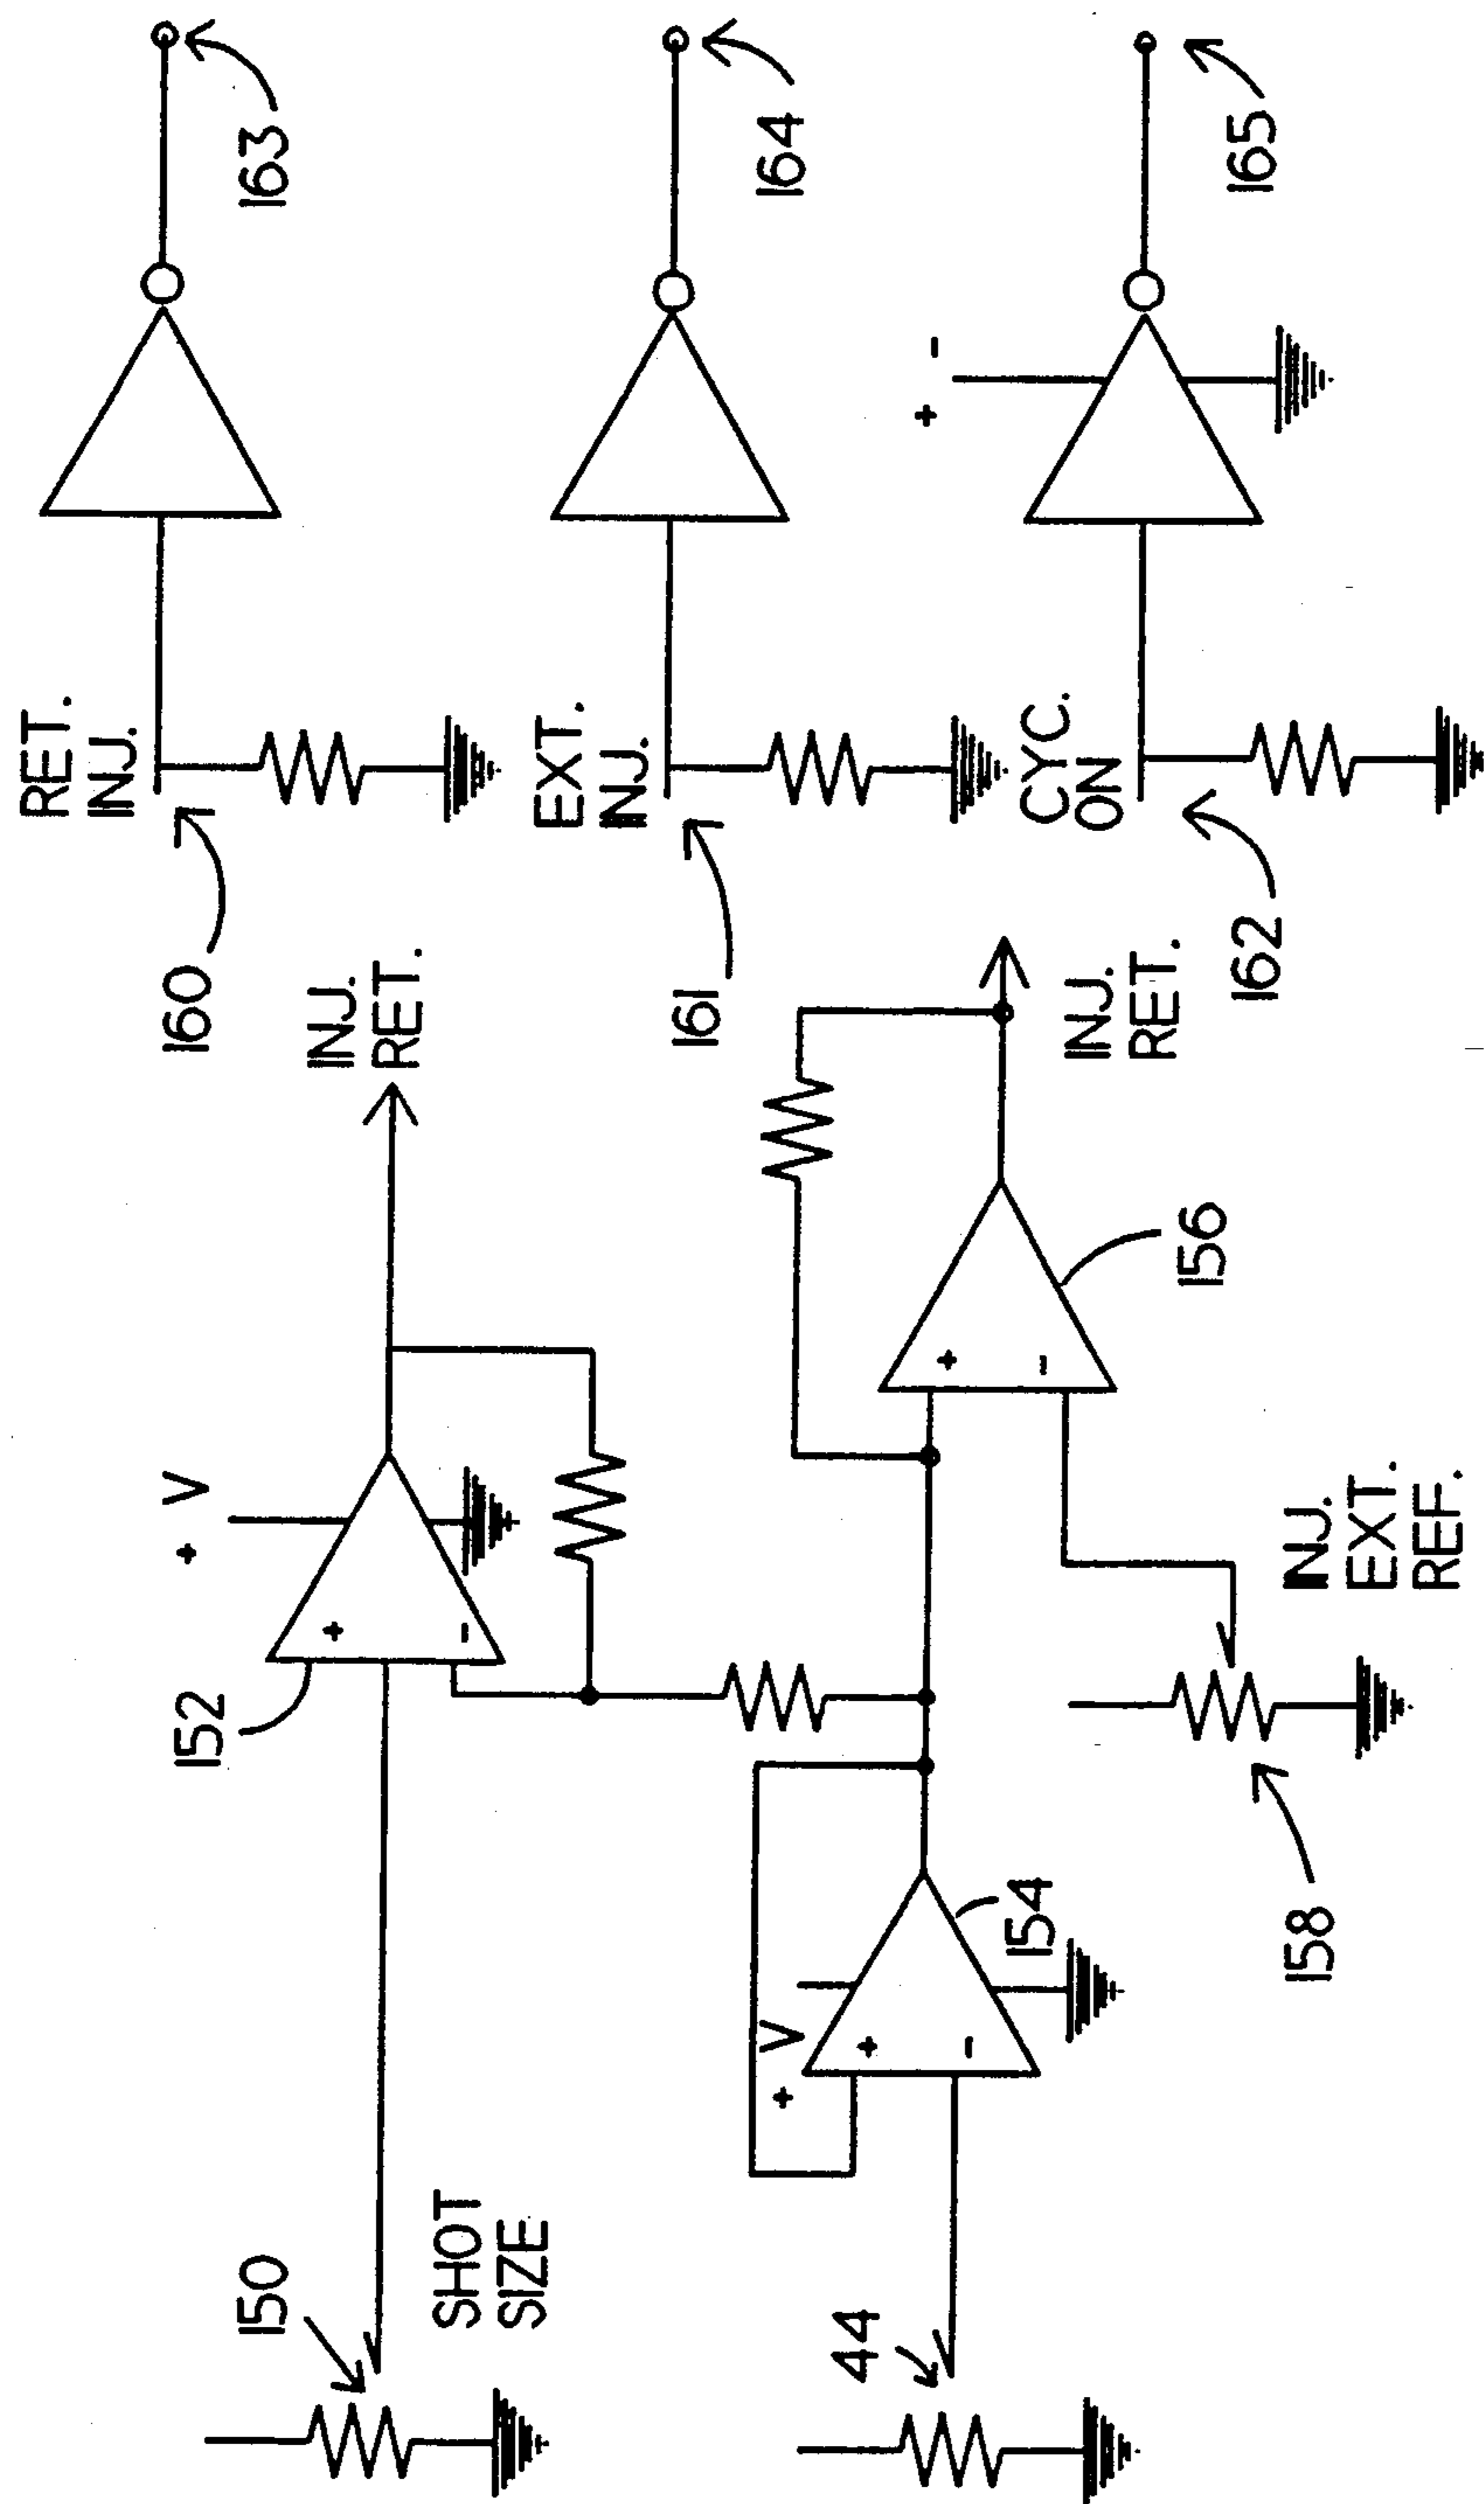 150
SHOT
SIZE
152
+ V
+
-
INJ.
RET.
44
+ V
+
-
154
+
-
156
INJ.
RET.
158
INJ.
EXT.
REF.
160
RET.
INJ.
163
161
EXT.
INJ.
164
162
CYC.
ON
+ -
165